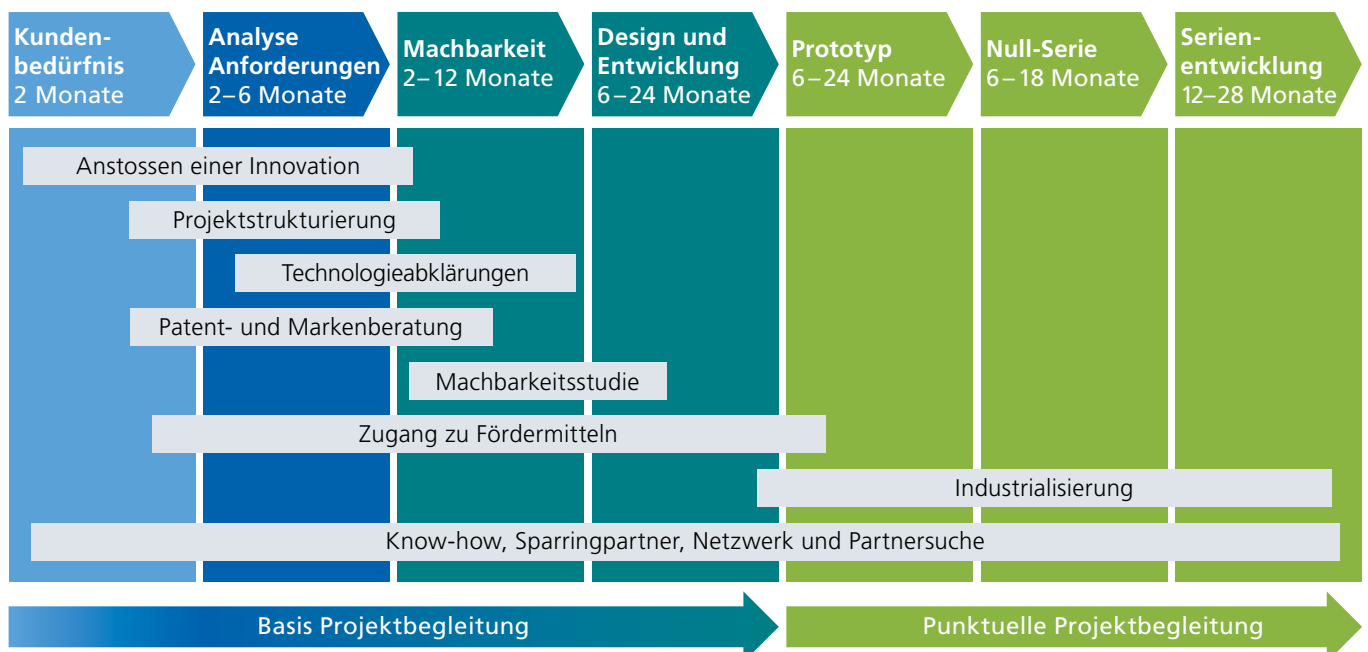 Kunden-
bedürfnis
2 Monate
Analyse
Anforderungen
2–6 Monate
Machbarkeit
2–12 Monate
Design und
Entwicklung
6–24 Monate
Prototyp
6–24 Monate
Null-Serie
6–18 Monate
Serien-
entwicklung
12–28 Monate
Anstossen einer Innovation
Projektstrukturierung
Technologieabklärungen
Patent- und Markenberatung
Machbarkeitsstudie
Zugang zu Fördermitteln
Industrialisierung
Know-how, Sparringpartner, Netzwerk und Partnersuche
Basis Projektbegleitung
Punktuelle Projektbegleitung